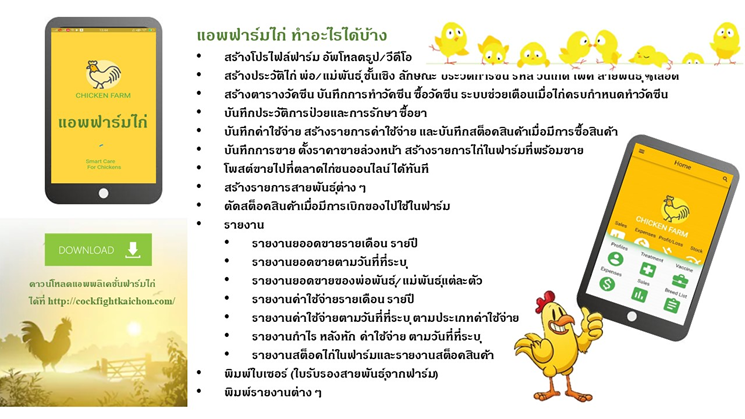 แอพฟาร์มไก่ ทำอะไรได้บ้าง
• สร้างโปรไฟล์ฟาร์ม อัพโหลดรูป/วีดีโอ
• สร้างประวัติไก่ พ่อ/แม่พันธุ์ ชั้นเชิง ลักษณะ ประวัติการชน รหัส วันเกิด เพศ สายพันธุ์
• สร้างตารางวัคซีน บันทึกการทำวัคซีน ซื้อวัคซีน ระบบช่วยเตือนเมื่อไก่ครบกำหนดทำวัคซีน
• บันทึกประวัติการป่วยและการรักษา ซื้อยา
• บันทึกค่าใช้จ่าย สร้างรายการค่าใช้จ่าย และบันทึกสต็อคสินค้าเมื่อมีการซื้อสินค้า
• บันทึกการขาย ตั้งราคาขายล่วงหน้า สร้างรายการไก่ในฟาร์มที่พร้อมขาย
• โพสต์ขายไปที่ตลาดไก่ชนออนไลน์ ได้ทันที
• สร้างรายการสายพันธุ์ต่าง ๆ
• ตัดสต็อคสินค้าเมื่อมีการเบิกของไปใช้ในฟาร์ม
• รายงาน
• รายงานยออดขายรายเดือน รายปี
• รายงานยอดขายตามวันที่ที่ระบุ
• รายงานยอดขายของพ่อพันธุ์/แม่พันธุ์แต่ละตัว
• รายงานค่าใช้จ่ายรายเดือน รายปี
• รายงานค่าใช้จ่ายตามวันที่ที่ระบุ ตามประเภทค่าใช้จ่าย
• รายงานกำไร หลังหัก ค่าใช้จ่าย ตามวันที่ที่ระบุ
• รายงานสต็อคไก่ในฟาร์มและรายงานสต็อคสินค้า
• พิมพ์ใบเซอร์ (ใบรับรองสายพันธุ์จากฟาร์ม)
• พิมพ์รายงานต่าง ๆ
CHICKEN FARM
แอพฟาร์มไก่
Smart Care
For Chickens
DOWNLOAD
ดาวน์โหลดแอพพลิเคชั่นฟาร์มไก่
ได้ที่ http://cockfightkaichon.com/
Home
CHICKEN FARM
Sales Expenses Profit/Loss Stock
Profiles Treatment Vaccine
Expenses Sales Breed List